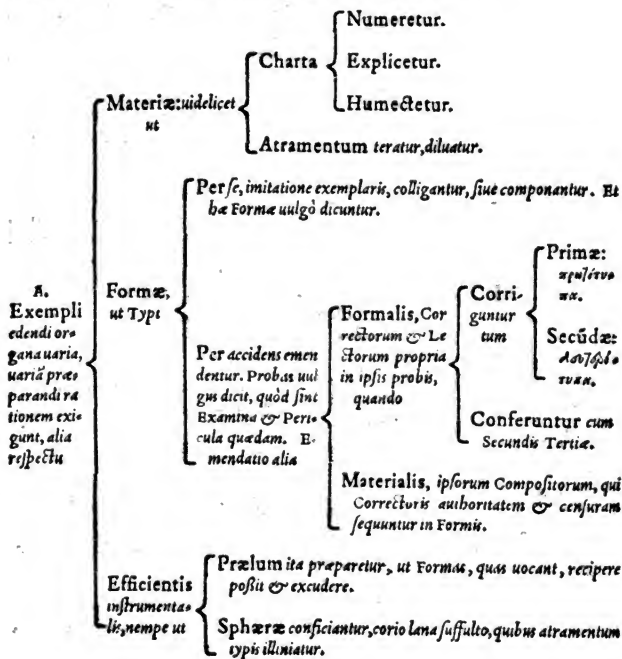 Numeretur.
Charta
Explicetur.
Humectetur.
Materiæ: uidelicet
ut
Atramentum teratur, diluatur.
Per se, imitatione exemplaris, colligantur, siue componantur. Et
hæ Formæ uulgò dicuntur.
A.
Exempli
edendi or-
gana uaria,
uariā præ-
parandi ra
tionem exi-
gunt, alia
respectu
Formæ,
ut Typi
Per accidens emen
dentur. Probas uul
gus dicit, quòd sint
Examina & Peri-
cula quædam. E-
mendatio alia
Formalis, Cor
rectorum & Le
ctorum propria
in ipsis probis,
quando
Corri-
guntur
tum
Primæ:
πρωτότυ-
πα.
Secūdæ:
Conferuntur cum
Secundis Tertiæ.
Materialis, ipsorum Compositorum, qui
Correctoris authoritatem & censuram
sequuntur in Formis.
Efficientis
instrumenta-
lis, nempe ut
Prælum ita præparetur, ut Formas, quas uocant, recipere
poßit & excudere.
Sphæræ conficiantur, corio lana suffulto, quibus atramentum
typis illiniatur.